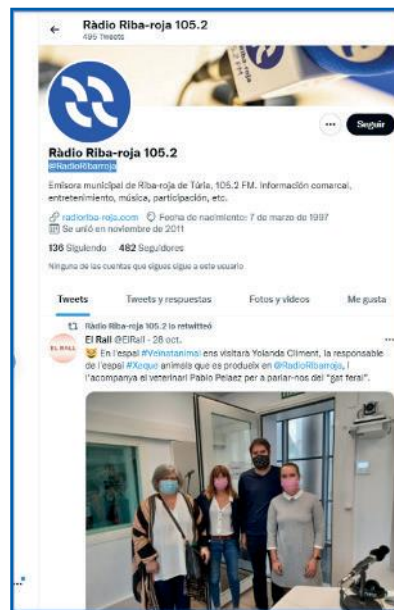 Ràdio Riba-roja 105.2
495 Tweets
Seguir
Ràdio Riba-roja 105.2
@RadioRibarroja
Emisora municipal de Riba-roja de Túria, 105.2 FM. Información comarcal,
entretenimiento, música, participación, etc.
radioriba-roja.com Fecha de nacimiento: 7 de marzo de 1997
Se unió en noviembre de 2011
136 Siguiendo 482 Seguidores
Ninguna de las cuentas que sigues sigue a este usuario
Tweets Tweets y respuestas Fotos y vídeos Me gusta
Ràdio Riba-roja 105.2 lo retwitteó
EL RALL
El Rall @ElRall · 28 oct.
En l'espai #Veïnatanimal ens visitarà Yolanda Climent, la responsable
de l'espai #Xeque animals que es produeix en @RadioRibarroja, i
l'acompanya el veterinari Pablo Pelaez per a parlar-nos del "gat feral".